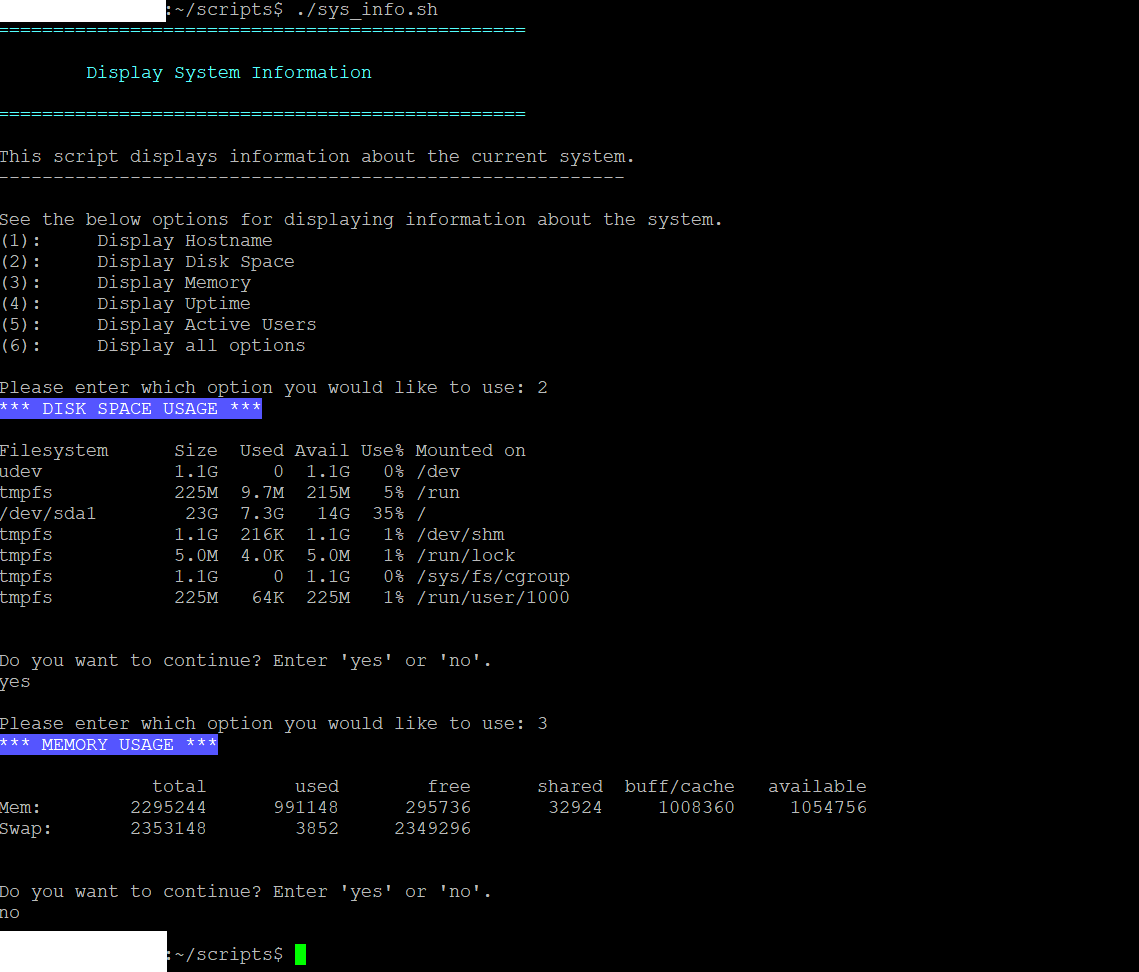 :~/scripts$ ./sys_info.sh
================================================
Display System Information
================================================
This script displays information about the current system.
---------------------------------------------------------
See the below options for displaying information about the system.
(1): Display Hostname
(2): Display Disk Space
(3): Display Memory
(4): Display Uptime
(5): Display Active Users
(6): Display all options
Please enter which option you would like to use: 2
*** DISK SPACE USAGE ***
Filesystem      Size  Used Avail Use% Mounted on
udev            1.1G     0  1.1G   0% /dev
tmpfs           225M  9.7M  215M   5% /run
/dev/sda1        23G  7.3G   14G  35% /
tmpfs           1.1G  216K  1.1G   1% /dev/shm
tmpfs           5.0M  4.0K  5.0M   1% /run/lock
tmpfs           1.1G     0  1.1G   0% /sys/fs/cgroup
tmpfs           225M   64K  225M   1% /run/user/1000
Do you want to continue? Enter 'yes' or 'no'.
yes
Please enter which option you would like to use: 3
*** MEMORY USAGE ***
              total        used        free      shared  buff/cache   available
Mem:        2295244      991148      295736       32924     1008360     1054756
Swap:       2353148        3852     2349296
Do you want to continue? Enter 'yes' or 'no'.
no
:~/scripts$